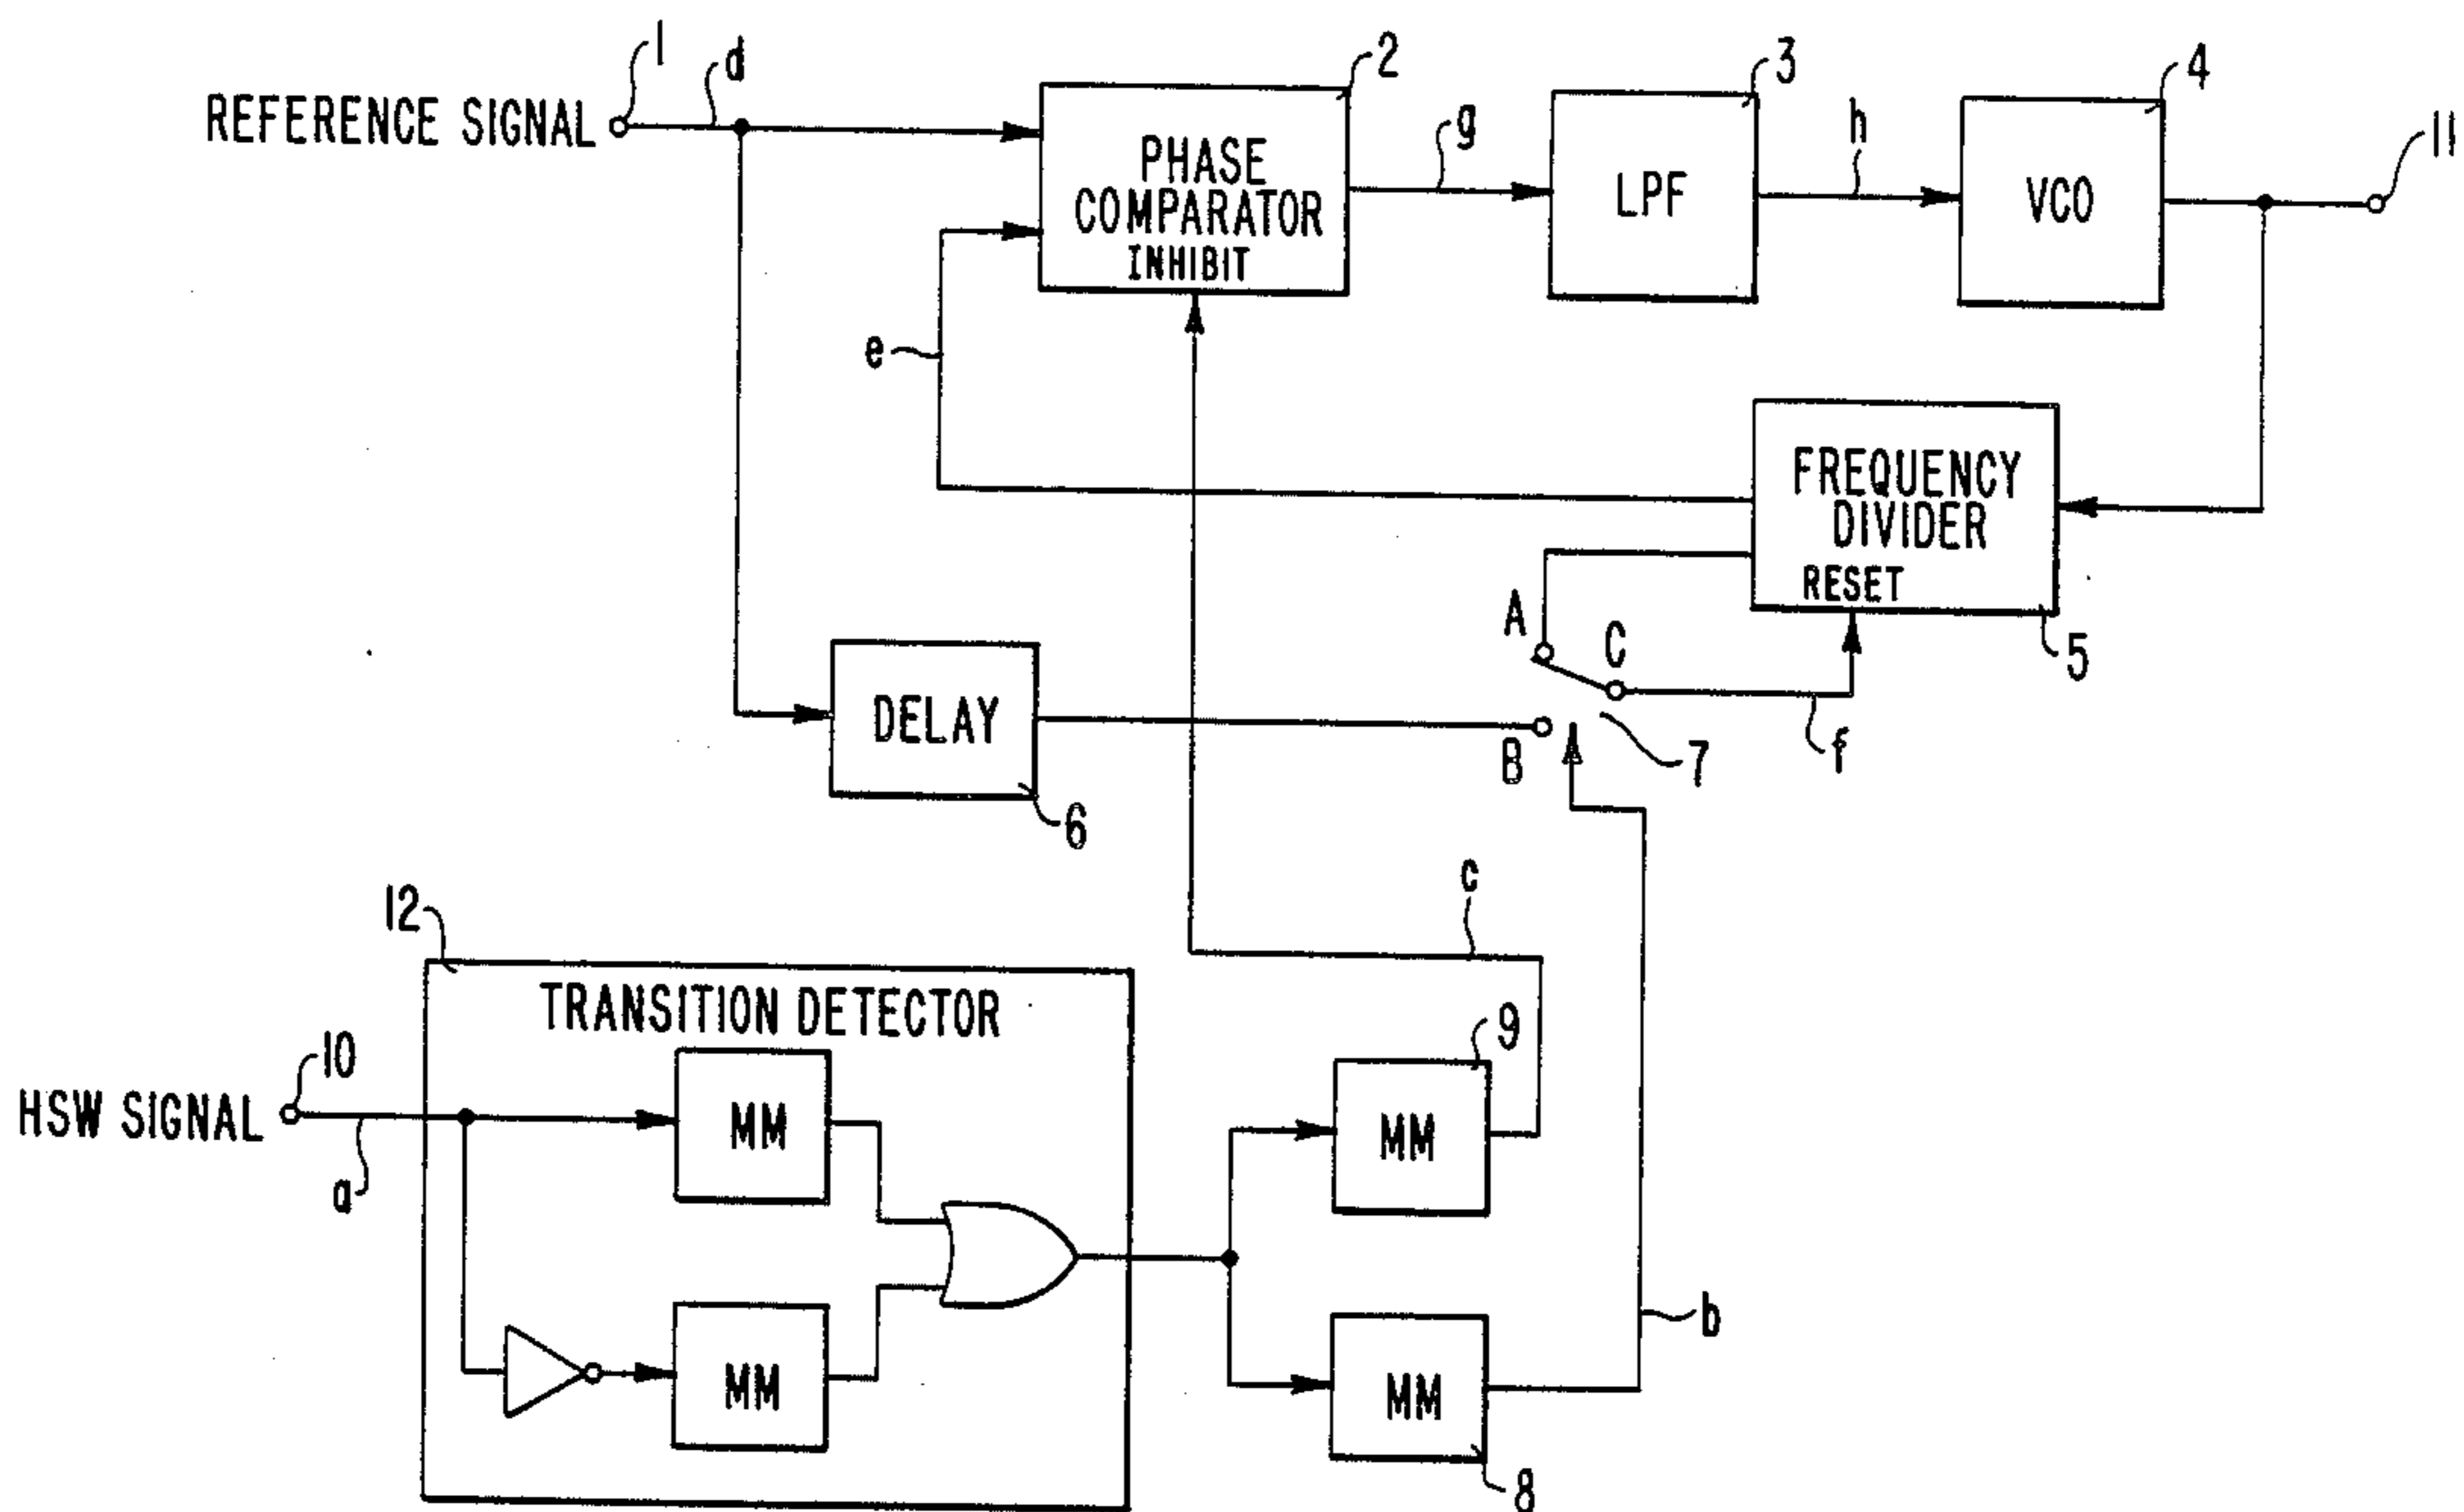 1
d
2
3
4
REFERENCE SIGNAL
PHASE
COMPARATOR
INHIBIT
g
LPF
h
VCO
11
e
FREQUENCY
DIVIDER
RESET
A
C
5
DELAY
B
7
f
6
12
c
TRANSITION DETECTOR
10
9
HSW SIGNAL
MM
MM
a
b
MM
MM
8